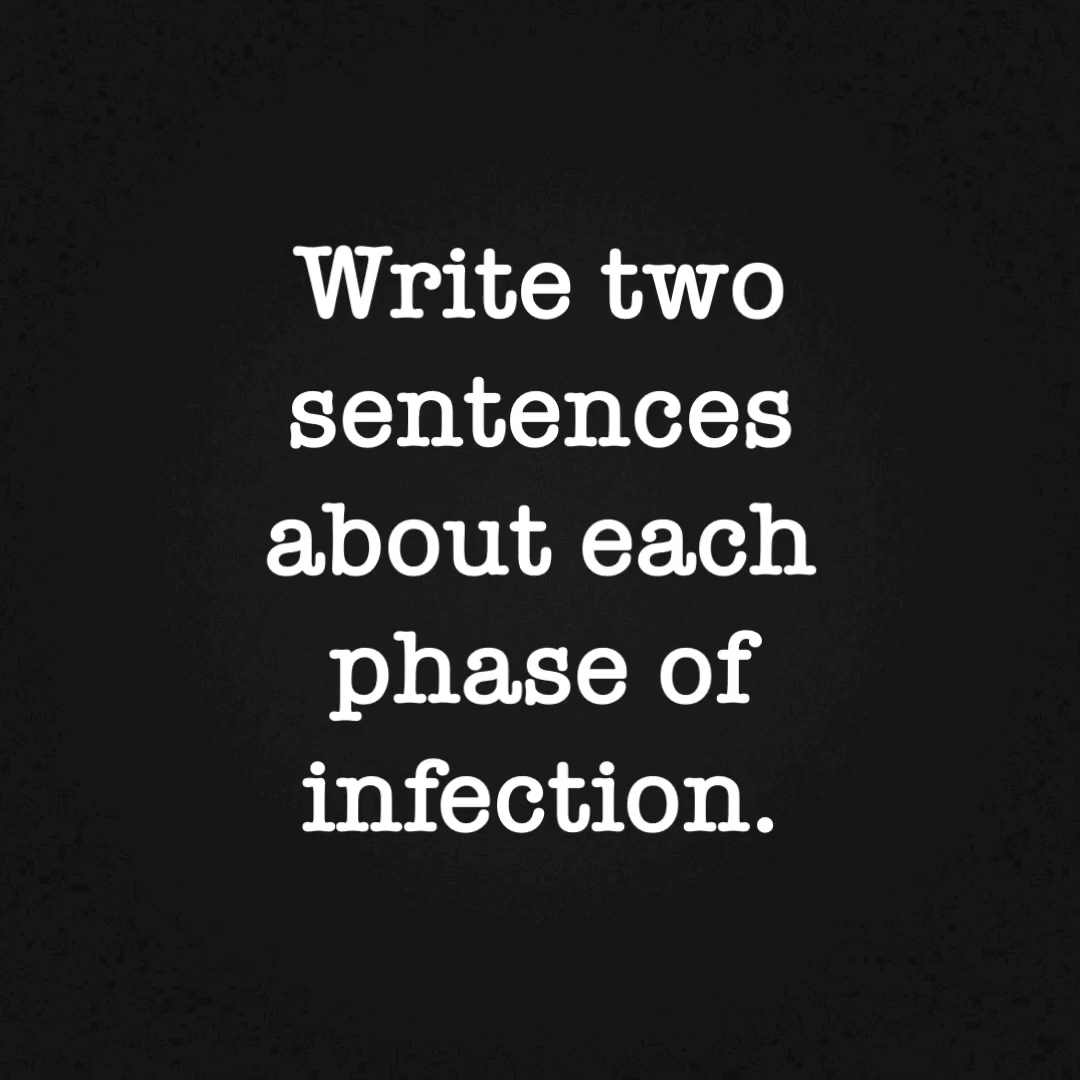 Write two
sentences
about each
phase of
infection.